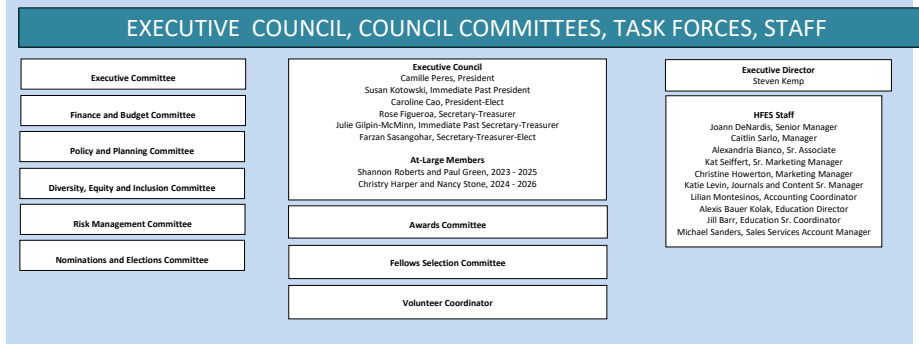 EXECUTIVE COUNCIL, COUNCIL COMMITTEES, TASK FORCES, STAFF
Executive Committee
Finance and Budget Committee
Policy and Planning Committee
Diversity, Equity and Inclusion Committee
Risk Management Committee
Nominations and Elections Committee
Executive Council
Camille Peres, President
Susan Kotowski, Immediate Past President
Caroline Cao, President-Elect
Rose Figueroa, Secretary-Treasurer
Julie Gilpin-McMinn, Immediate Past Secretary-Treasurer
Farzan Sasangohar, Secretary-Treasurer-Elect
At-Large Members
Shannon Roberts and Paul Green, 2023 - 2025
Christry Harper and Nancy Stone, 2024 - 2026
Awards Committee
Fellows Selection Committee
Volunteer Coordinator
Executive Director
Steven Kemp
HFES Staff
Joann DeNardis, Senior Manager
Caitlin Sarlo, Manager
Alexandria Bianco, Sr. Associate
Kat Seiffert, Sr. Marketing Manager
Christine Howerton, Marketing Manager
Katie Levin, Journals and Content Sr. Manager
Lilian Montesinos, Accounting Coordinator
Alexis Bauer Kolak, Education Director
Jill Barr, Education Sr. Coordinator
Michael Sanders, Sales Services Account Manager